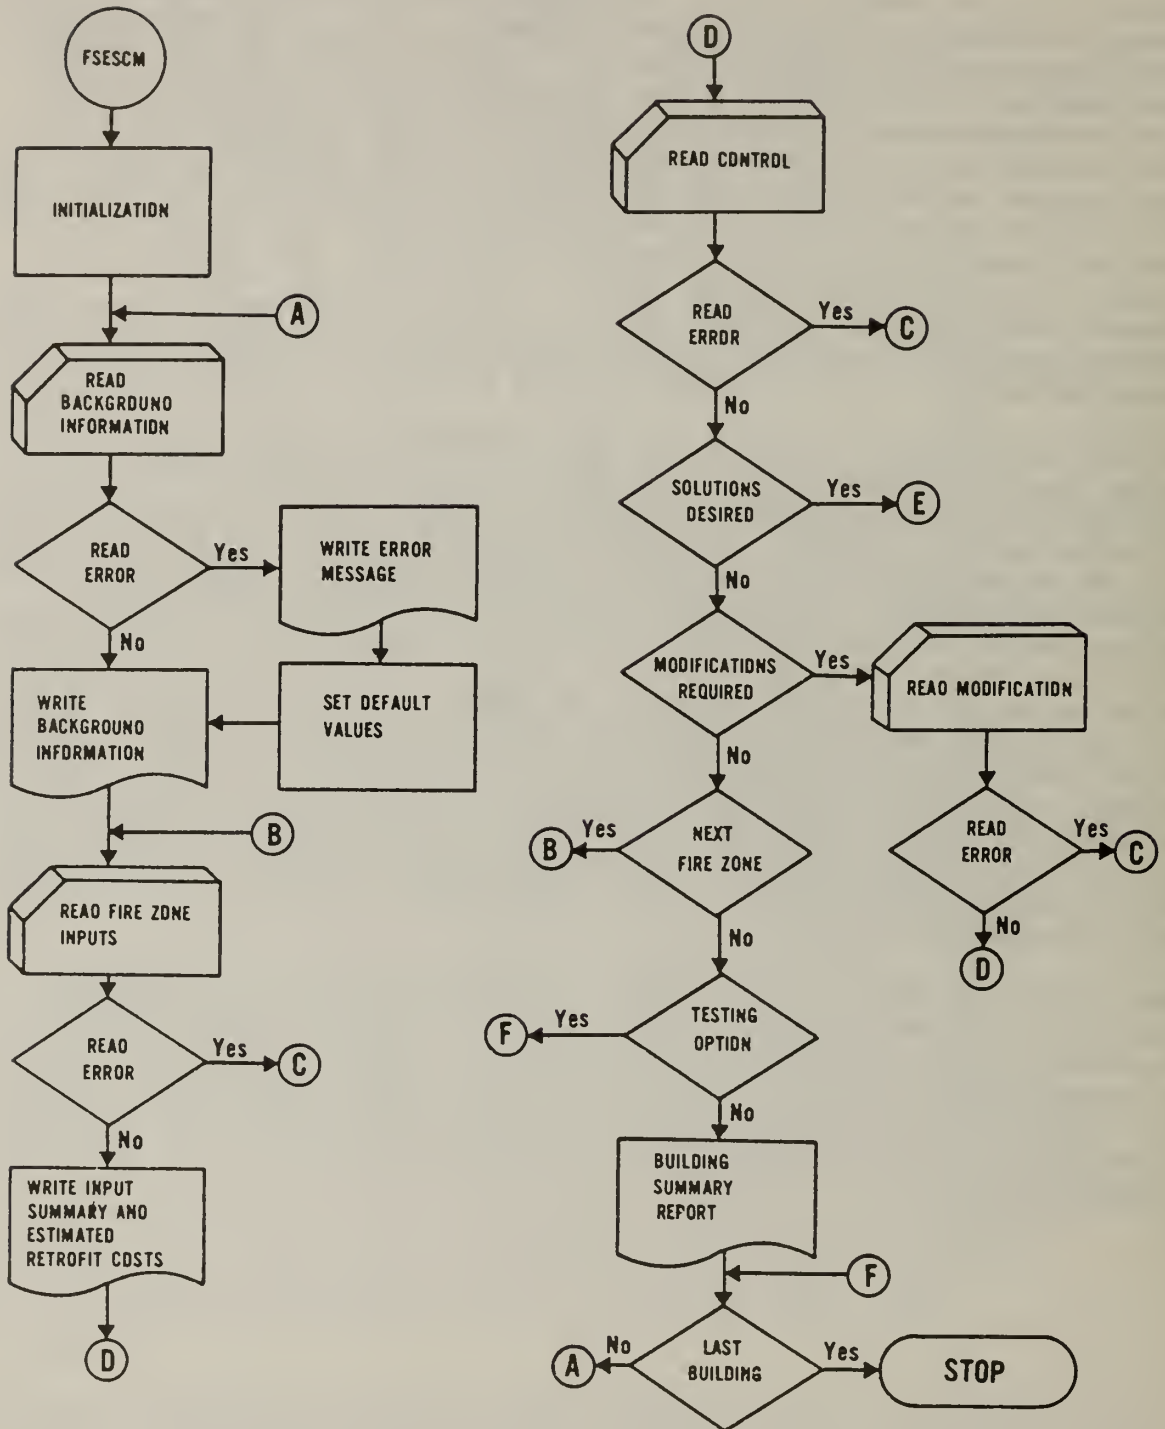 FSESCM
INITIALIZATION
A
READ
BACKGROUND
INFORMATION
READ
ERROR
Yes
WRITE ERROR
MESSAGE
No
WRITE
BACKGROUND
INFORMATION
SET DEFAULT
VALUES
B
READ FIRE ZONE
INPUTS
READ
ERROR
Yes
C
No
WRITE INPUT
SUMMARY AND
ESTIMATED
RETROFIT COSTS
D
D
READ CONTROL
READ
ERROR
Yes
C
No
SOLUTIONS
DESIRED
Yes
E
No
MODIFICATIONS
REQUIRED
Yes
READ MODIFICATION
READ
ERROR
Yes
C
No
D
No
NEXT
FIRE ZONE
Yes
B
No
TESTING
OPTION
Yes
F
No
BUILDING
SUMMARY
REPORT
F
LAST
BUILDING
No
A
Yes
STOP